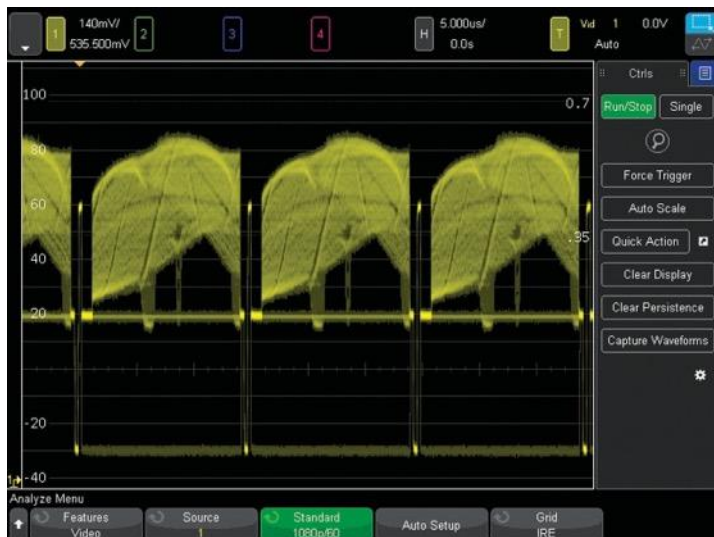 1
140mV/
535.500mV
2
3
4
H
5.000us/
0.0s
T
Vid 1 0.0V
Auto
Ctrls
Run/Stop
Single
Force Trigger
Auto Scale
Quick Action
Clear Display
Clear Persistence
Capture Waveforms
100
0.7
80
60
.35
40
20
-20
-40
Analyze Menu
Features
Video
Source
1
Standard
1080p/60
Auto Setup
Grid
IRE